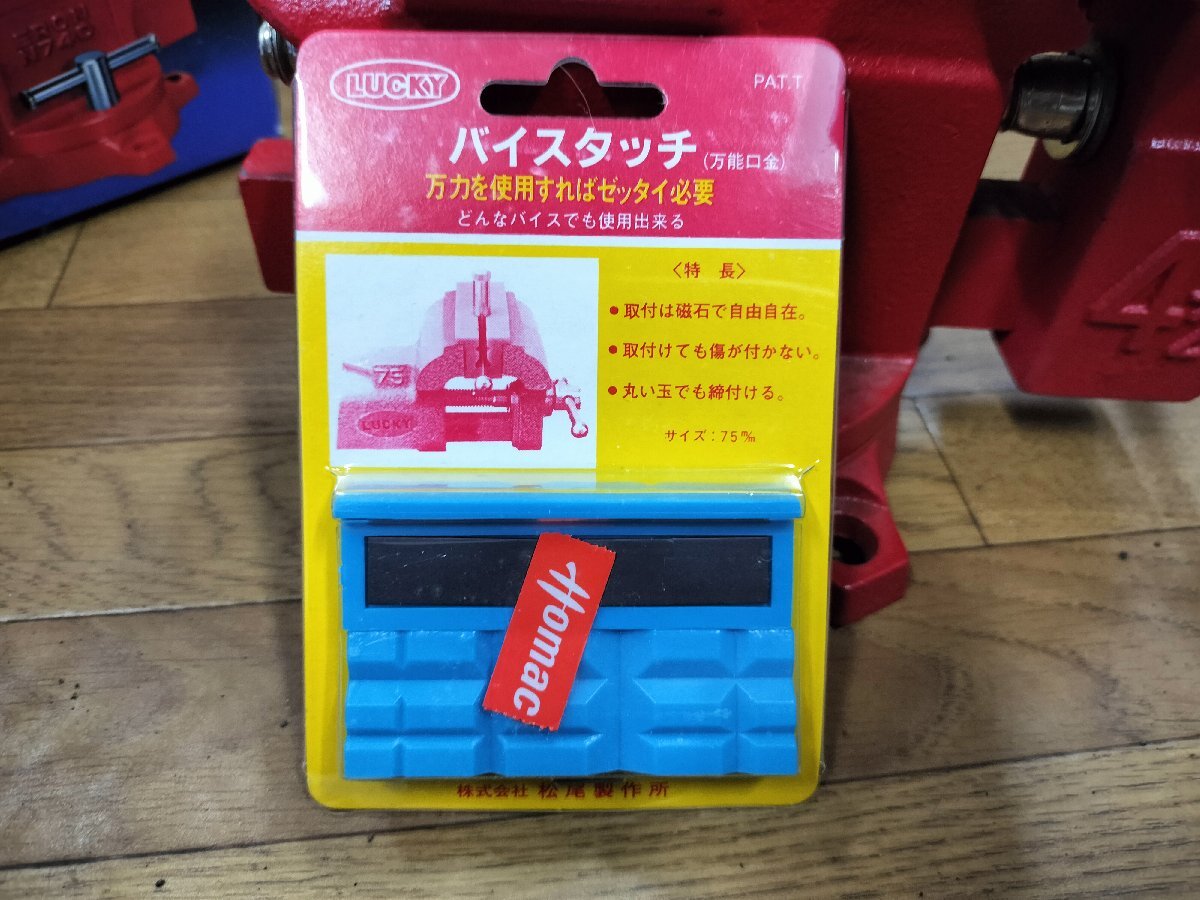 LUCKY
PAT.T
バイスタッチ(万能口金)
万力を使用すればゼッタイ必要
どんなバイスでも使用出来る
〈特 長〉
●取付は磁石で自由自在。
●取付けても傷が付かない。
●丸い玉でも締付ける。
サイズ:75㎜
75
LUCKY
Homac
株式会社 松尾製作所